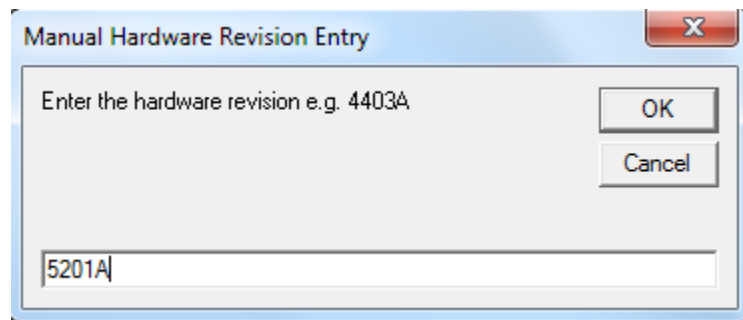 Manual Hardware Revision Entry
Enter the hardware revision e.g. 4403A
OK
Cancel
5201A